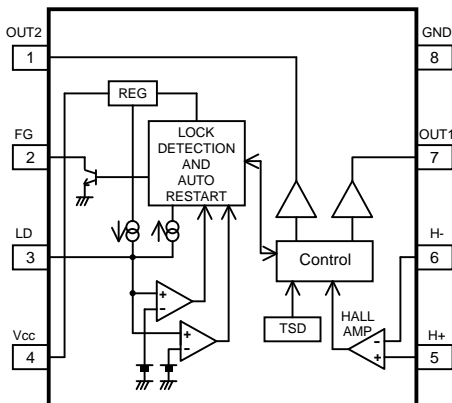 OUT2
1
GND
8
REG
FG
2
LOCK
DETECTION
AND
AUTO
RESTART
OUT1
7
LD
3
Control
H-
6
+
-
HALL
AMP
TSD
Vcc
4
+
-
-
+
H+
5